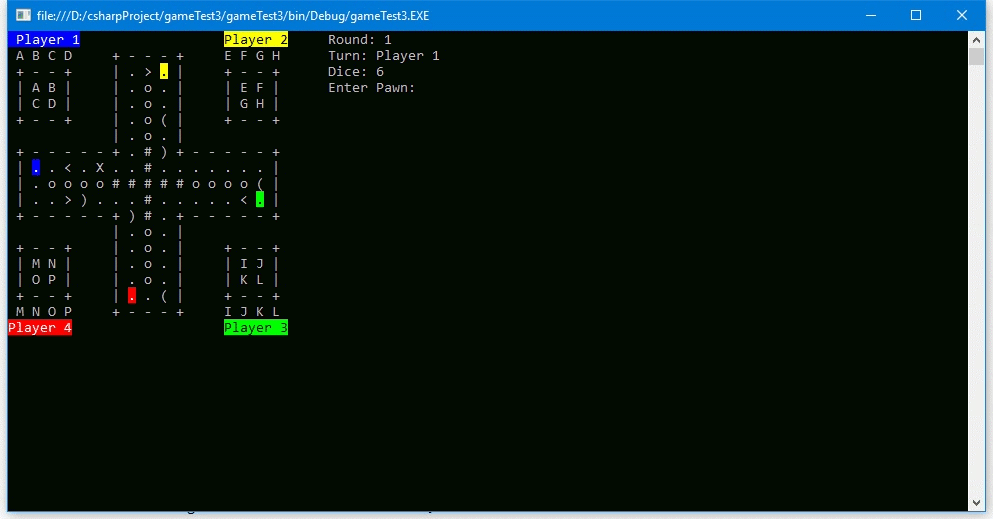 file:///D:/csharpProject/gameTest3/gameTest3/bin/Debug/gameTest3.EXE
Player 1                  Player 2     Round: 1
 A B C D     + - - - - +     E F G H      Turn: Player 1
 + - - - +     | . > . |     + - - - +      Dice: 6
 | A B |     | . o . |     | E F |      Enter Pawn:
 | C D |     | . o . |     | G H |
 + - - - +     | . o ( |     + - - - +
             | . o . |
 + - - - - - - + . # ) + - - - - - - +
 | . . < . X . . # . . . . . . . |
 | . o o o o # # # # # o o o o ( |
 | . . > ) . . . # . . . . . < . |
 + - - - - - - + ) # . + - - - - - - +
             | . o . |
 + - - - +     | . o . |     + - - - +
 | M N |     | . o . |     | I J |
 | O P |     | . o . |     | K L |
 + - - - +     | . . ( |     + - - - +
 M N O P     + - - - - +     I J K L
Player 4                  Player 3